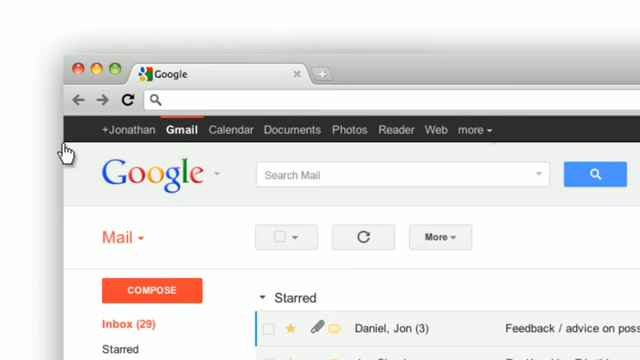 Google
+Jonathan Gmail Calendar Documents Photos Reader Web more
Google
Search Mail
Mail
More
COMPOSE
Inbox (29)
Starred
Daniel, Jon (3)
Feedback / advice on poss
Starred